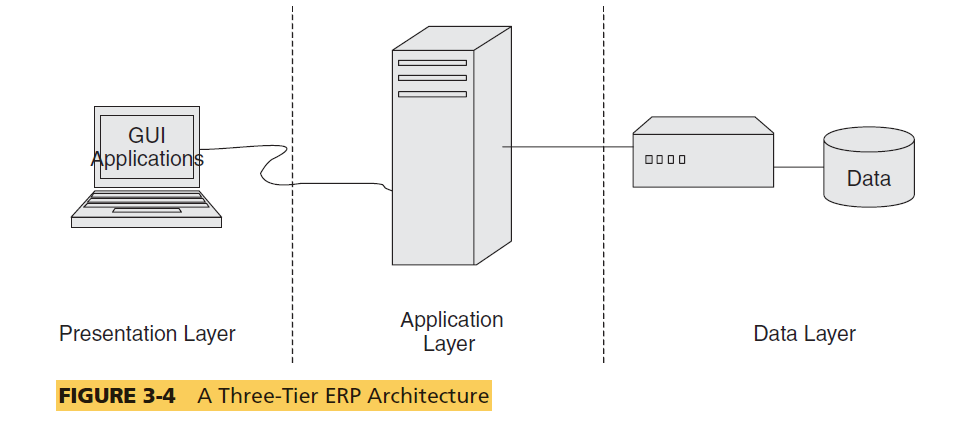 GUI
Applications
Data
Presentation Layer
Application
Layer
Data Layer
FIGURE 3-4 A Three-Tier ERP Architecture